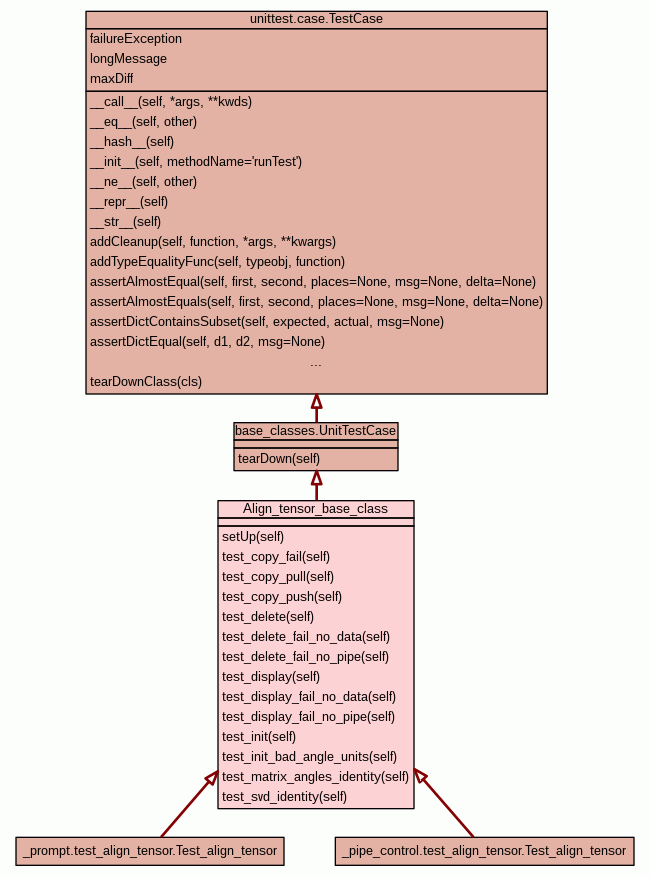 unittest.case.TestCase
failureException
longMessage
maxDiff
__call__(self, *args, **kwds)
__eq__(self, other)
__hash__(self)
__init__(self, methodName='runTest')
__ne__(self, other)
__repr__(self)
__str__(self)
addCleanup(self, function, *args, **kwargs)
addTypeEqualityFunc(self, typeobj, function)
assertAlmostEqual(self, first, second, places=None, msg=None, delta=None)
assertAlmostEquals(self, first, second, places=None, msg=None, delta=None)
assertDictContainsSubset(self, expected, actual, msg=None)
assertDictEqual(self, d1, d2, msg=None)
...
tearDownClass(cls)
base_classes.UnitTestCase
tearDown(self)
Align_tensor_base_class
setUp(self)
test_copy_fail(self)
test_copy_pull(self)
test_copy_push(self)
test_delete(self)
test_delete_fail_no_data(self)
test_delete_fail_no_pipe(self)
test_display(self)
test_display_fail_no_data(self)
test_display_fail_no_pipe(self)
test_init(self)
test_init_bad_angle_units(self)
test_matrix_angles_identity(self)
test_svd_identity(self)
_prompt.test_align_tensor.Test_align_tensor
_pipe_control.test_align_tensor.Test_align_tensor